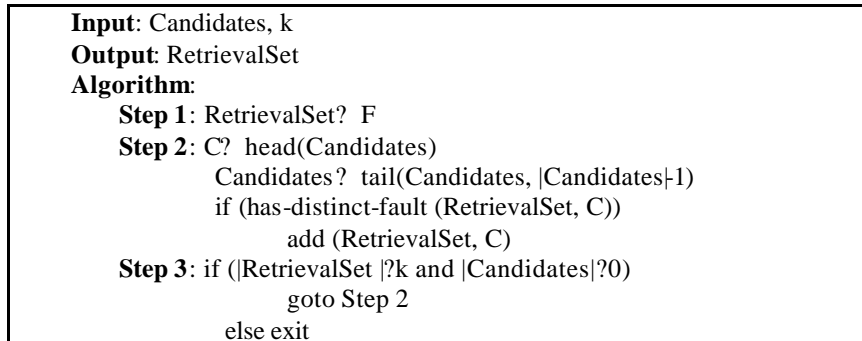 Input: Candidates, k
Output: RetrievalSet
Algorithm:
Step 1: RetrievalSet? F
Step 2: C? head(Candidates)
Candidates? tail(Candidates, |Candidates|-1)
if (has-distinct-fault (RetrievalSet, C))
add (RetrievalSet, C)
Step 3: if (|RetrievalSet |?k and |Candidates|?0)
goto Step 2
else exit